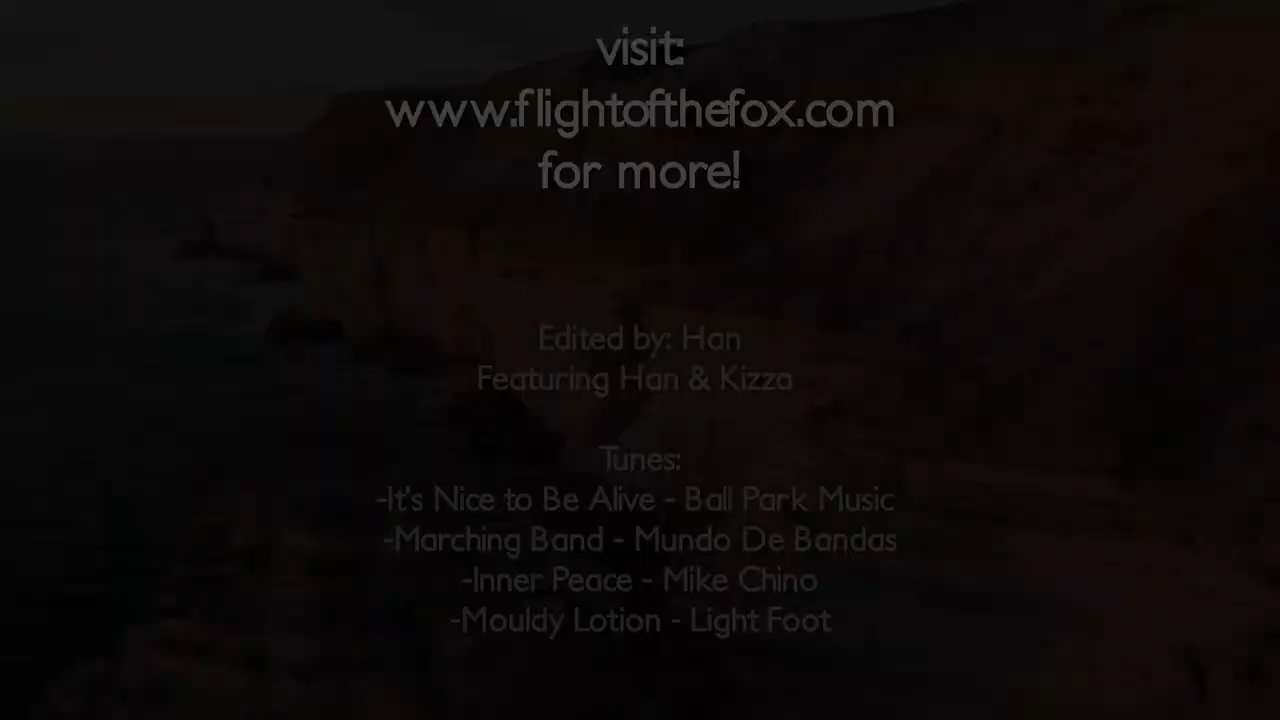 visit:
www.flightofthefox.com
for more!
Edited by: Han
Featuring Han & Kizza
Tunes:
-It's Nice to Be Alive - Ball Park Music
-Marching Band - Mundo De Bandas
-Inner Peace - Mike Chino
-Mouldy Lotion - Light Foot